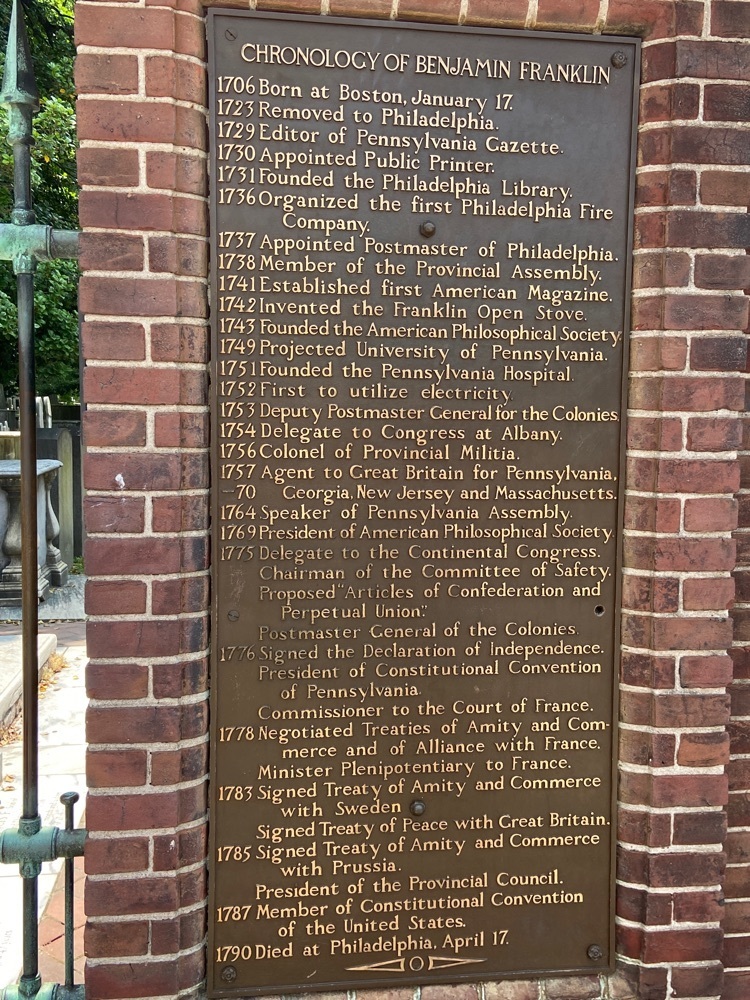 CHRONOLOGY OF BENJAMIN FRANKLIN
1706 Born at Boston, January 17.
1723 Removed to Philadelphia.
1729 Editor of Pennsylvania Gazette.
1730 Appointed Public Printer.
1731 Founded the Philadelphia Library.
1736 Organized the first Philadelphia Fire
Company.
1737 Appointed Postmaster of Philadelphia.
1738 Member of the Provincial Assembly.
1741 Established first American Magazine.
1742 Invented the Franklin Open Stove.
1743 Founded the American Philosophical Society.
1749 Projected University of Pennsylvania.
1751 Founded the Pennsylvania Hospital.
1752 First to utilize electricity.
1753 Deputy Postmaster General for the Colonies.
1754 Delegate to Congress at Albany.
1756 Colonel of Provincial Militia.
1757 Agent to Great Britain for Pennsylvania,
-70 Georgia, New Jersey and Massachusetts.
1764 Speaker of Pennsylvania Assembly.
1769 President of American Philosophical Society.
1775 Delegate to the Continental Congress.
Chairman of the Committee of Safety.
Proposed "Articles of Confederation and
Perpetual Union."
Postmaster General of the Colonies.
1776 Signed the Declaration of Independence.
President of Constitutional Convention
of Pennsylvania.
Commissioner to the Court of France.
1778 Negotiated Treaties of Amity and Com-
merce and of Alliance with France.
Minister Plenipotentiary to France.
1783 Signed Treaty of Amity and Commerce
with Sweden
Signed Treaty of Peace with Great Britain.
1785 Signed Treaty of Amity and Commerce
with Prussia.
President of the Provincial Council.
1787 Member of Constitutional Convention
of the United States.
1790 Died at Philadelphia, April 17.